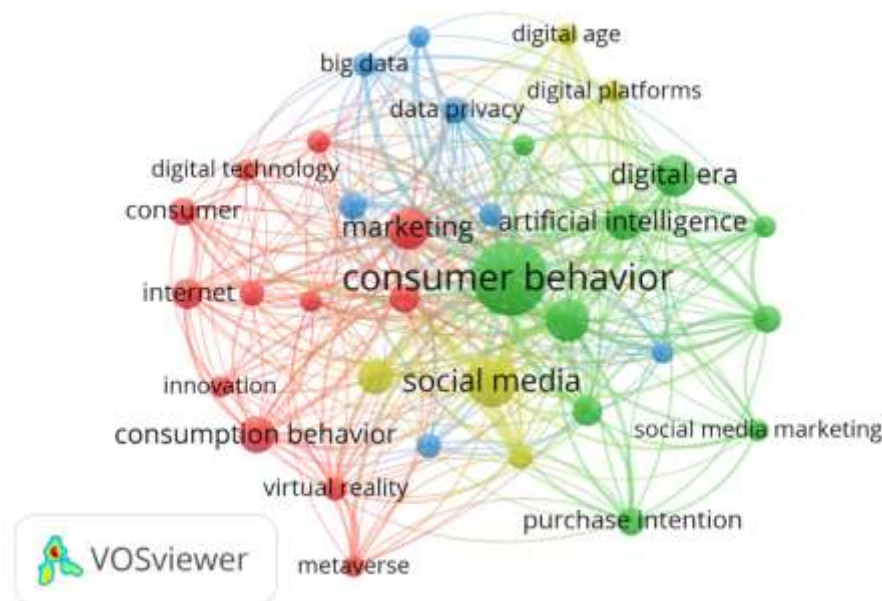 digital age
big data
digital platforms
data privacy
digital technology
digital era
consumer
marketing
artificial intelligence
consumer behavior
internet
innovation
social media
consumption behavior
social media marketing
virtual reality
purchase intention
VOSviewer
metaverse